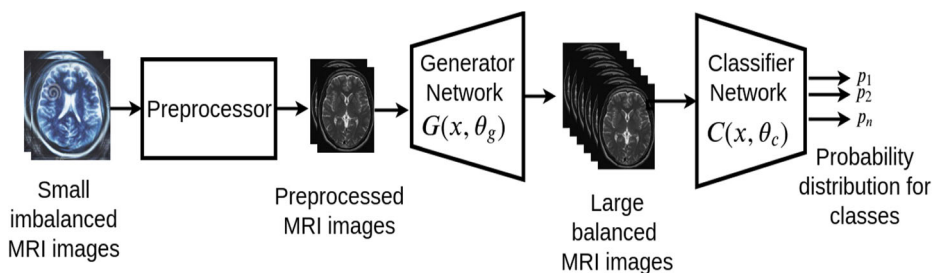 Small
imbalanced
MRI images
Preprocessor
Preprocessed
MRI images
Generator
Network
G(x, θg)
Large
balanced
MRI images
Classifier
Network
C(x, θc)
p1
p2
pn
Probability
distribution for
classes